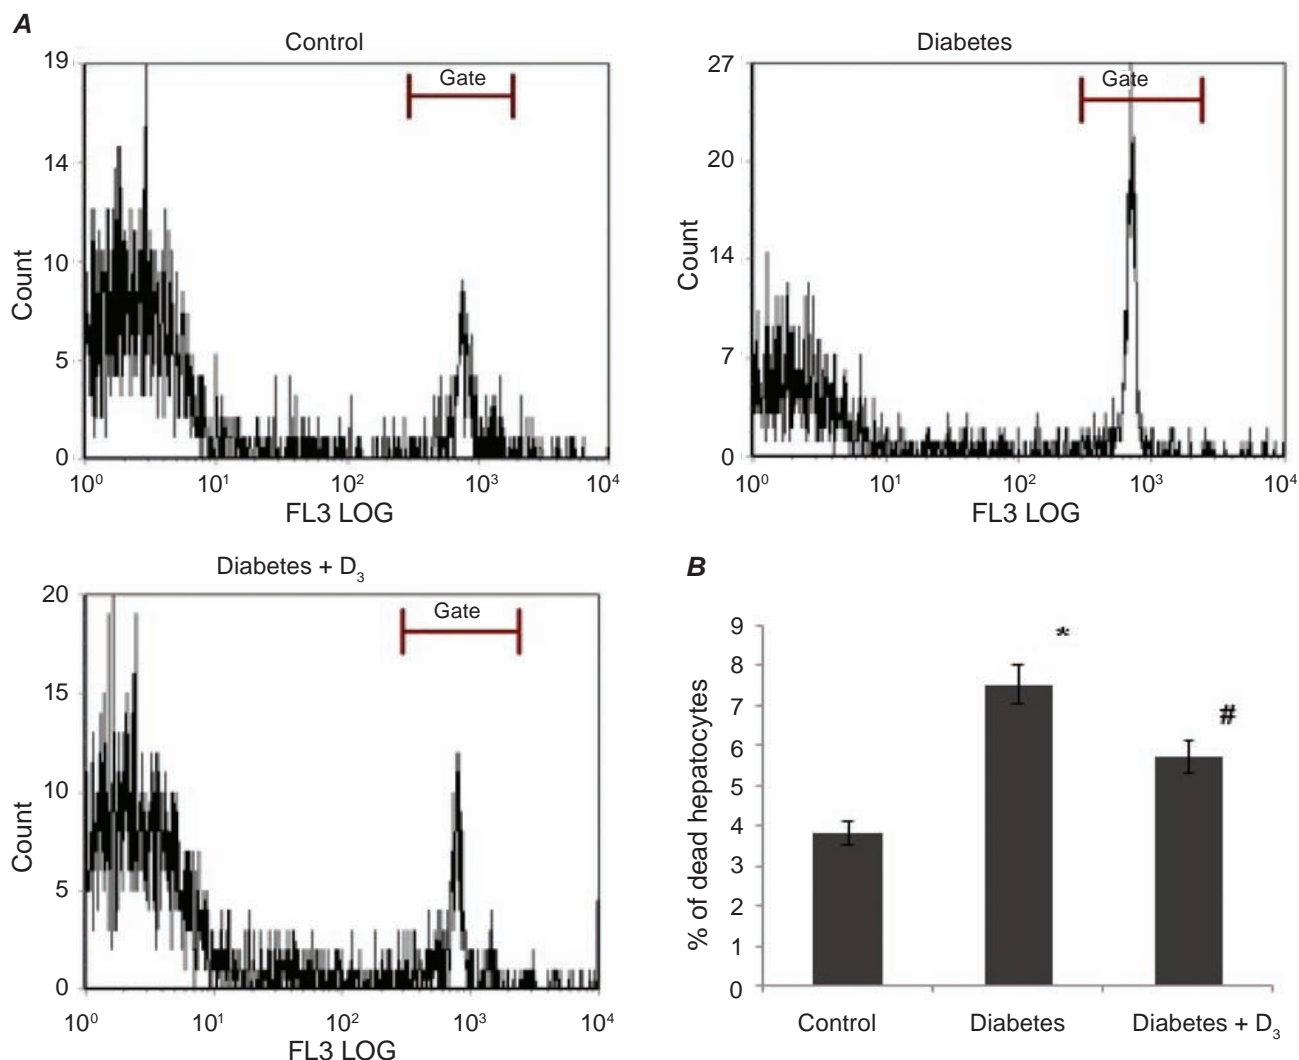 A
Control
Gate
19
14
10
5
0
Count
10⁰ 10¹ 10² 10³ 10⁴
FL3 LOG
Diabetes
Gate
27
20
14
7
0
Count
10⁰ 10¹ 10² 10³ 10⁴
FL3 LOG
Diabetes + D₃
Gate
20
15
10
5
0
Count
10⁰ 10¹ 10² 10³ 10⁴
FL3 LOG
B
9
8
7
6
5
4
3
2
1
0
% of dead hepatocytes
*
#
Control Diabetes Diabetes + D₃